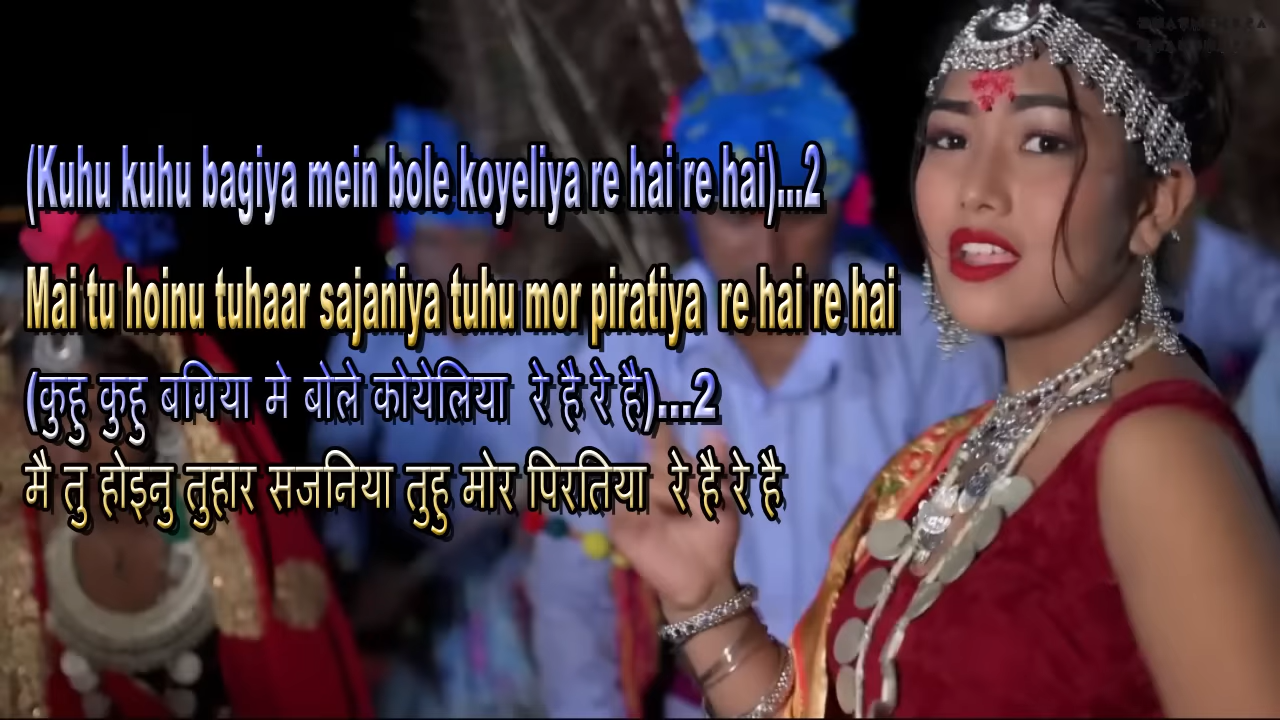 (Kuhu kuhu bagiya mein bole koyeliya re hai re hai)...2
Mai tu hoinu tuhaar sajaniya tuhu mor piratiya re hai re hai
(कुहु कुहु बगिया मे बोले कोयेलिया रे है रे है)...2
मै तु होइनु तुहार सजनिया तुहु मोर पिरतिया रे है रे है